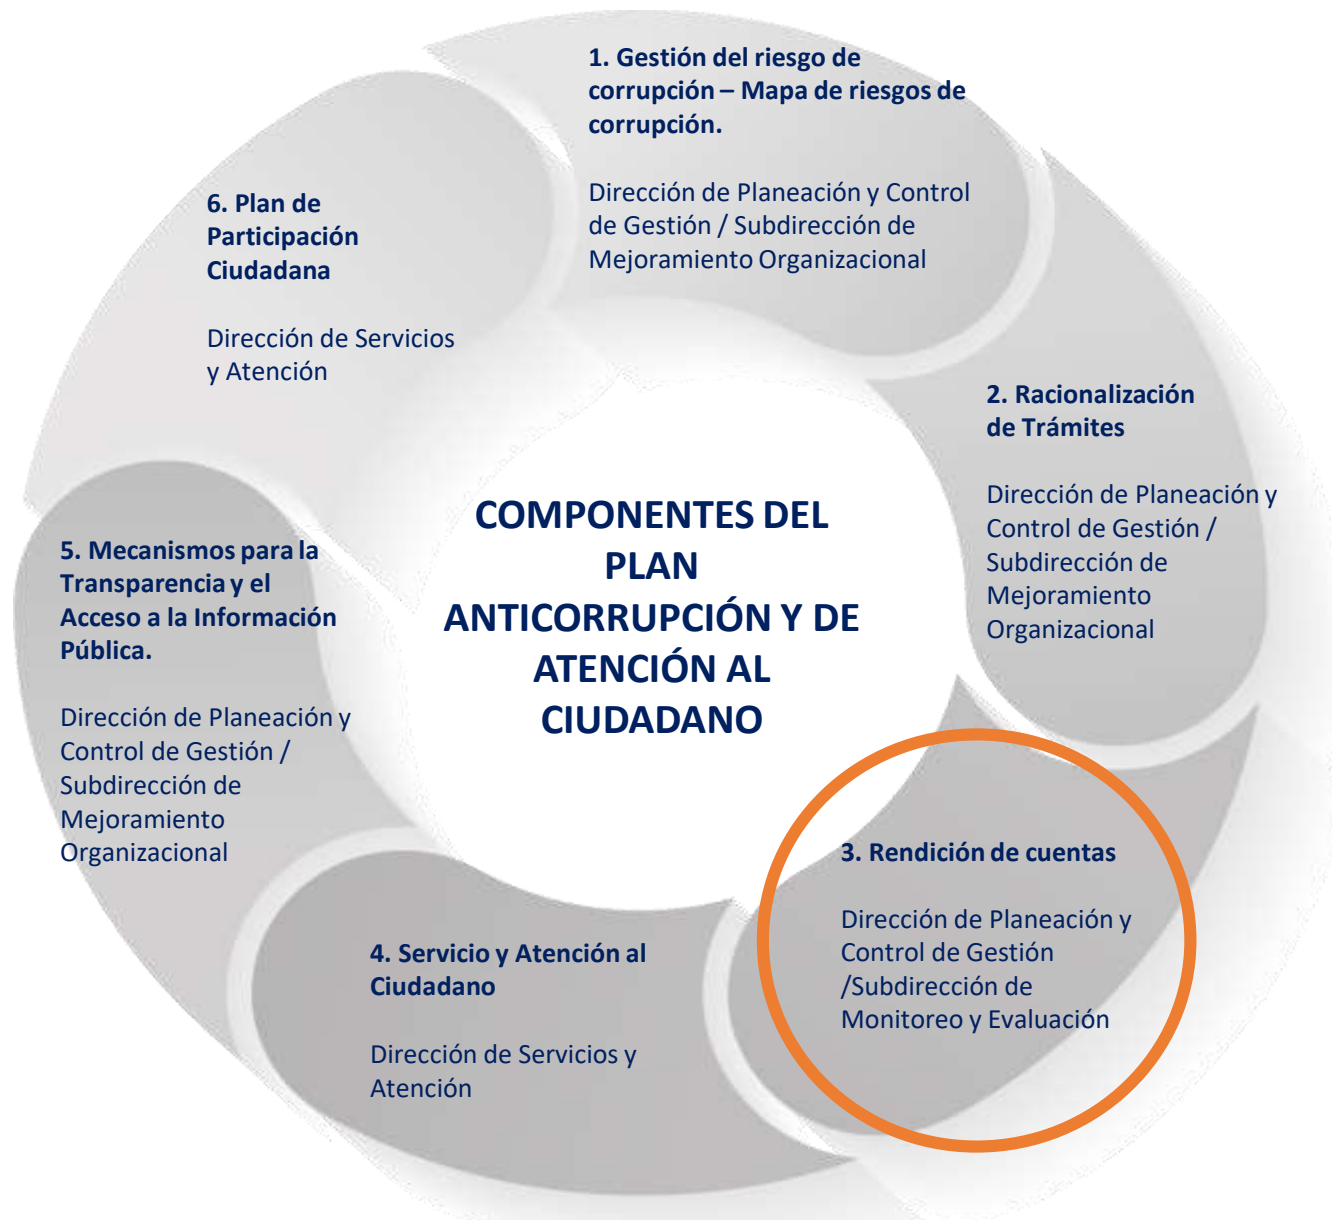 1. Gestión del riesgo de
corrupción – Mapa de riesgos de
corrupción.
Dirección de Planeación y Control
de Gestión / Subdirección de
Mejoramiento Organizacional
2. Racionalización
de Trámites
Dirección de Planeación y
Control de Gestión /
Subdirección de
Mejoramiento
Organizacional
3. Rendición de cuentas
Dirección de Planeación y
Control de Gestión
/Subdirección de
Monitoreo y Evaluación
4. Servicio y Atención al
Ciudadano
Dirección de Servicios y
Atención
5. Mecanismos para la
Transparencia y el
Acceso a la Información
Pública.
Dirección de Planeación y
Control de Gestión /
Subdirección de
Mejoramiento
Organizacional
6. Plan de
Participación
Ciudadana
Dirección de Servicios
y Atención
COMPONENTES DEL
PLAN
ANTICORRUPCIÓN Y DE
ATENCIÓN AL
CIUDADANO